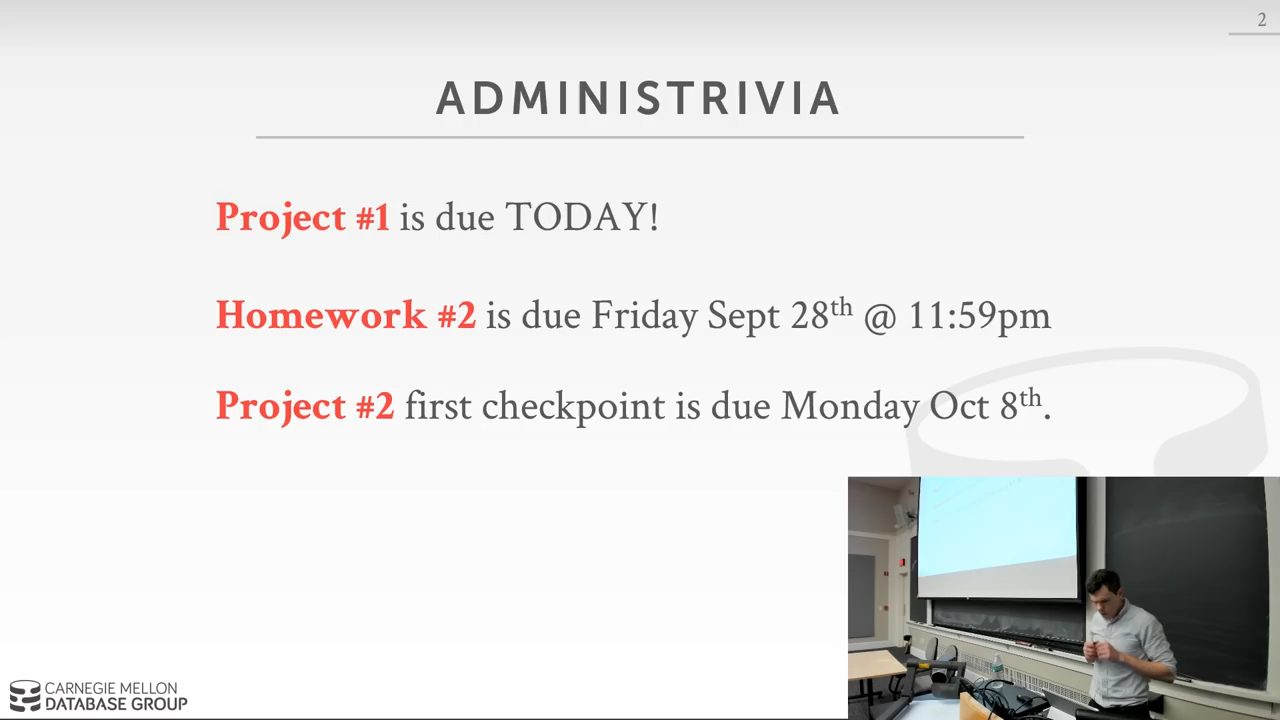 2
ADMINISTRIVIA
Project #1 is due TODAY!
Homework #2 is due Friday Sept 28th @ 11:59pm
Project #2 first checkpoint is due Monday Oct 8th.
CARNEGIE MELLON
DATABASE GROUP